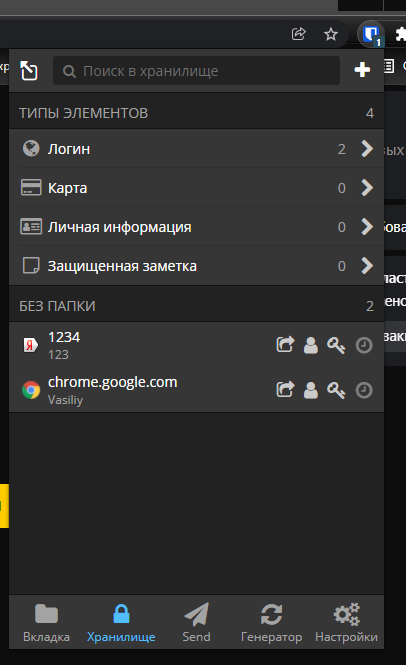 1
Поиск в хранилище
ТИПЫ ЭЛЕМЕНТОВ 4
Логин 2
Карта 0
Личная информация 0
Защищенная заметка 0
БЕЗ ПАПКИ 2
Я
1234
123
chrome.google.com
Vasiliy
Вкладка Хранилище Send Генератор Настройки